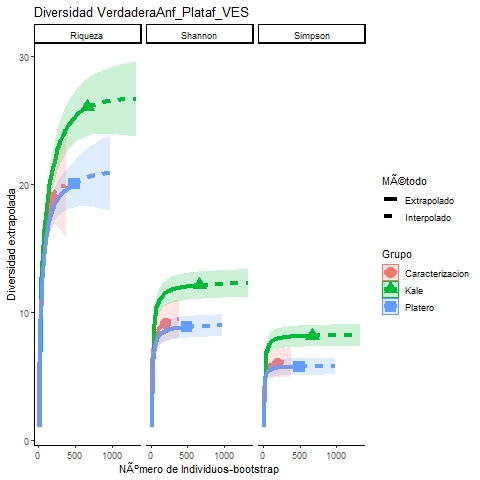 Diversidad VerdaderaAnf_Plataf_VES
Riqueza
Shannon
Simpson
30
20
10
0
Diversidad extrapolada
0
500
1000
0
500
1000
0
500
1000
NÃºmero de Individuos-bootstrap
MÃ©todo
Extrapolado
Interpolado
Grupo
Caracterizacion
Kale
Platero